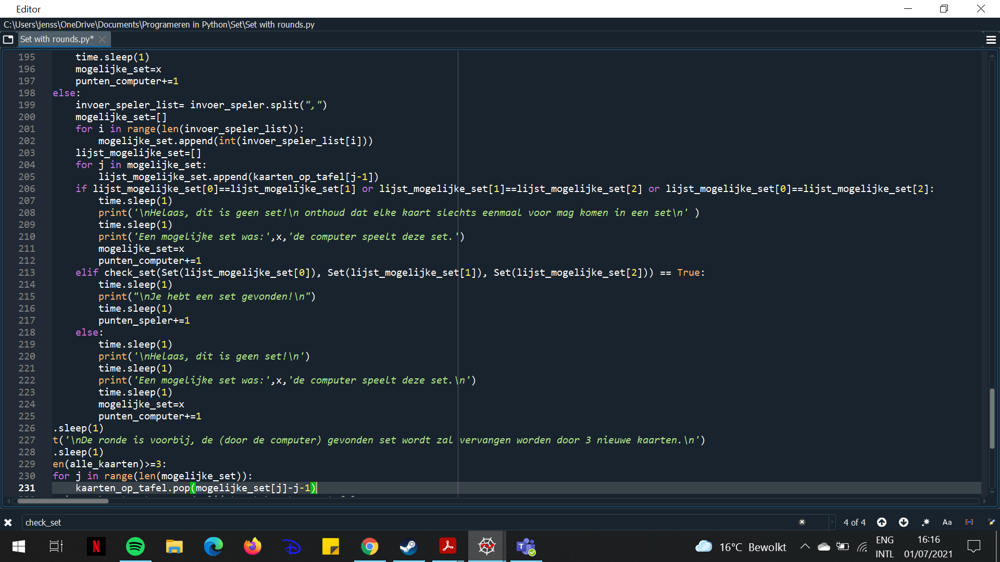 Editor
C:\Users\jenss\OneDrive\Documents\Programeren in Python\Set\Set with rounds.py
Set with rounds.py*
195 time.sleep(1)
196 mogelijke_set=x
197 punten_computer+=1
198 else:
199 invoer_speler_list= invoer_speler.split(",")
200 mogelijke_set=[]
201 for i in range(len(invoer_speler_list)):
202 mogelijke_set.append(int(invoer_speler_list[i]))
203 lijst_mogelijke_set=[]
204 for j in mogelijke_set:
205 lijst_mogelijke_set.append(kaarten_op_tafel[j-1])
206 if lijst_mogelijke_set[0]==lijst_mogelijke_set[1] or lijst_mogelijke_set[1]==lijst_mogelijke_set[2] or lijst_mogelijke_set[0]==lijst_mogelijke_set[2]:
207 time.sleep(1)
208 print('\nHelaas, dit is geen set!\n onthoud dat elke kaart slechts eenmaal voor mag komen in een set\n' )
209 time.sleep(1)
210 print('Een mogelijke set was:',x,'de computer speelt deze set.')
211 mogelijke_set=x
212 punten_computer+=1
213 elif check_set(Set(lijst_mogelijke_set[0]), Set(lijst_mogelijke_set[1]), Set(lijst_mogelijke_set[2])) == True:
214 time.sleep(1)
215 print("\nJe hebt een set gevonden!\n")
216 time.sleep(1)
217 punten_speler+=1
218 else:
219 time.sleep(1)
220 print('\nHelaas, dit is geen set!\n')
221 time.sleep(1)
222 print('Een mogelijke set was:',x,'de computer speelt deze set.\n')
223 time.sleep(1)
224 mogelijke_set=x
225 punten_computer+=1
226 .sleep(1)
227 t('\nDe ronde is voorbij, de (door de computer) gevonden set wordt zal vervangen worden door 3 nieuwe kaarten.\n')
228 .sleep(1)
229 en(alle_kaarten)>=3:
230 for j in range(len(mogelijke_set)):
231 kaarten_op_tafel.pop(mogelijke_set[j]-j-1)
check_set
4 of 4
Aa
16°C Bewolkt
ENG
INTL
16:16
01/07/2021